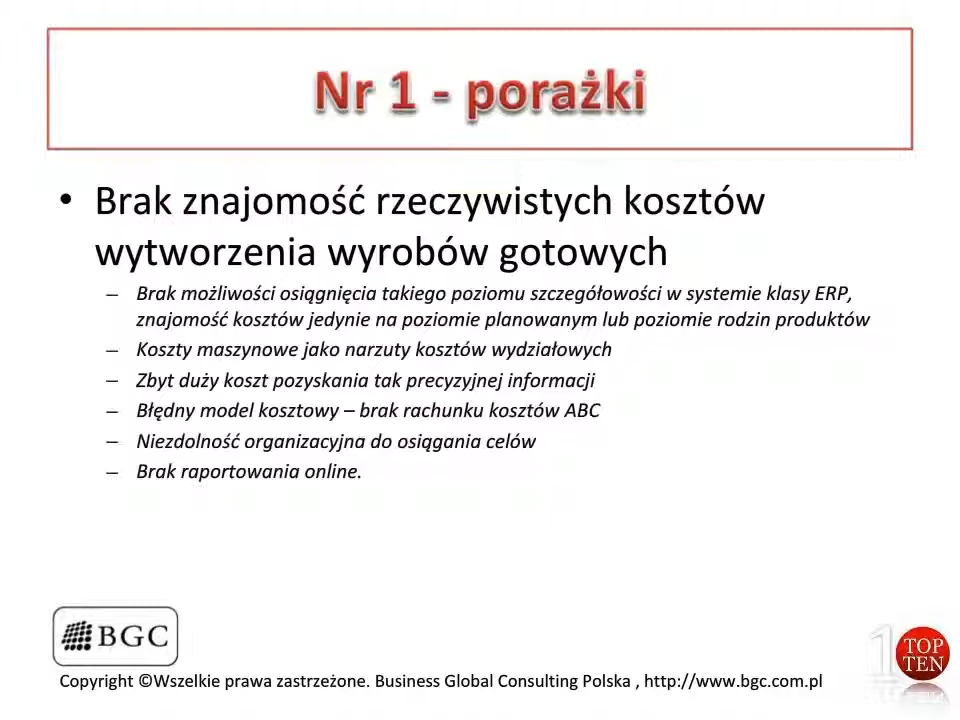 Nr 1 - porażki
• Brak znajomość rzeczywistych kosztów
wytworzenia wyrobów gotowych
– Brak możliwości osiągnięcia takiego poziomu szczegółowości w systemie klasy ERP,
znajomość kosztów jedynie na poziomie planowanym lub poziomie rodzin produktów
– Koszty maszynowe jako narzuty kosztów wydziałowych
– Zbyt duży koszt pozyskania tak precyzyjnej informacji
– Błędny model kosztowy – brak rachunku kosztów ABC
– Niezdolność organizacyjna do osiągania celów
– Brak raportowania online.
BGC
TOP
TEN
Copyright ©Wszelkie prawa zastrzeżone. Business Global Consulting Polska , http://www.bgc.com.pl